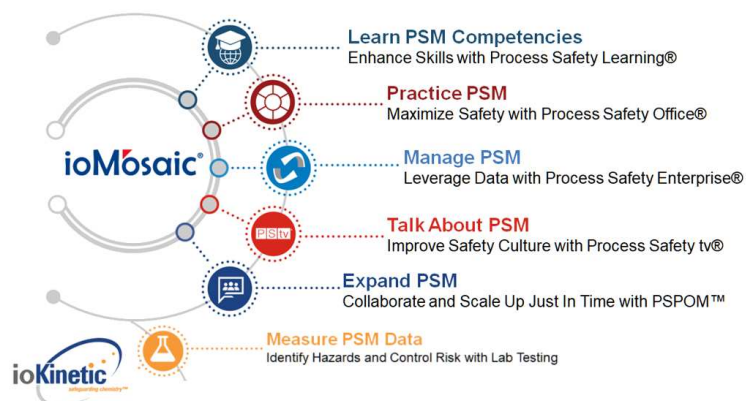 Learn PSM Competencies
Enhance Skills with Process Safety Learning®
Practice PSM
Maximize Safety with Process Safety Office®
ioMosaic®
Manage PSM
Leverage Data with Process Safety Enterprise®
Talk About PSM
PStv
Improve Safety Culture with Process Safety tv®
Expand PSM
Collaborate and Scale Up Just In Time with PSPOM™
Measure PSM Data
Identify Hazards and Control Risk with Lab Testing
ioKinetic
safeguarding chemistry™